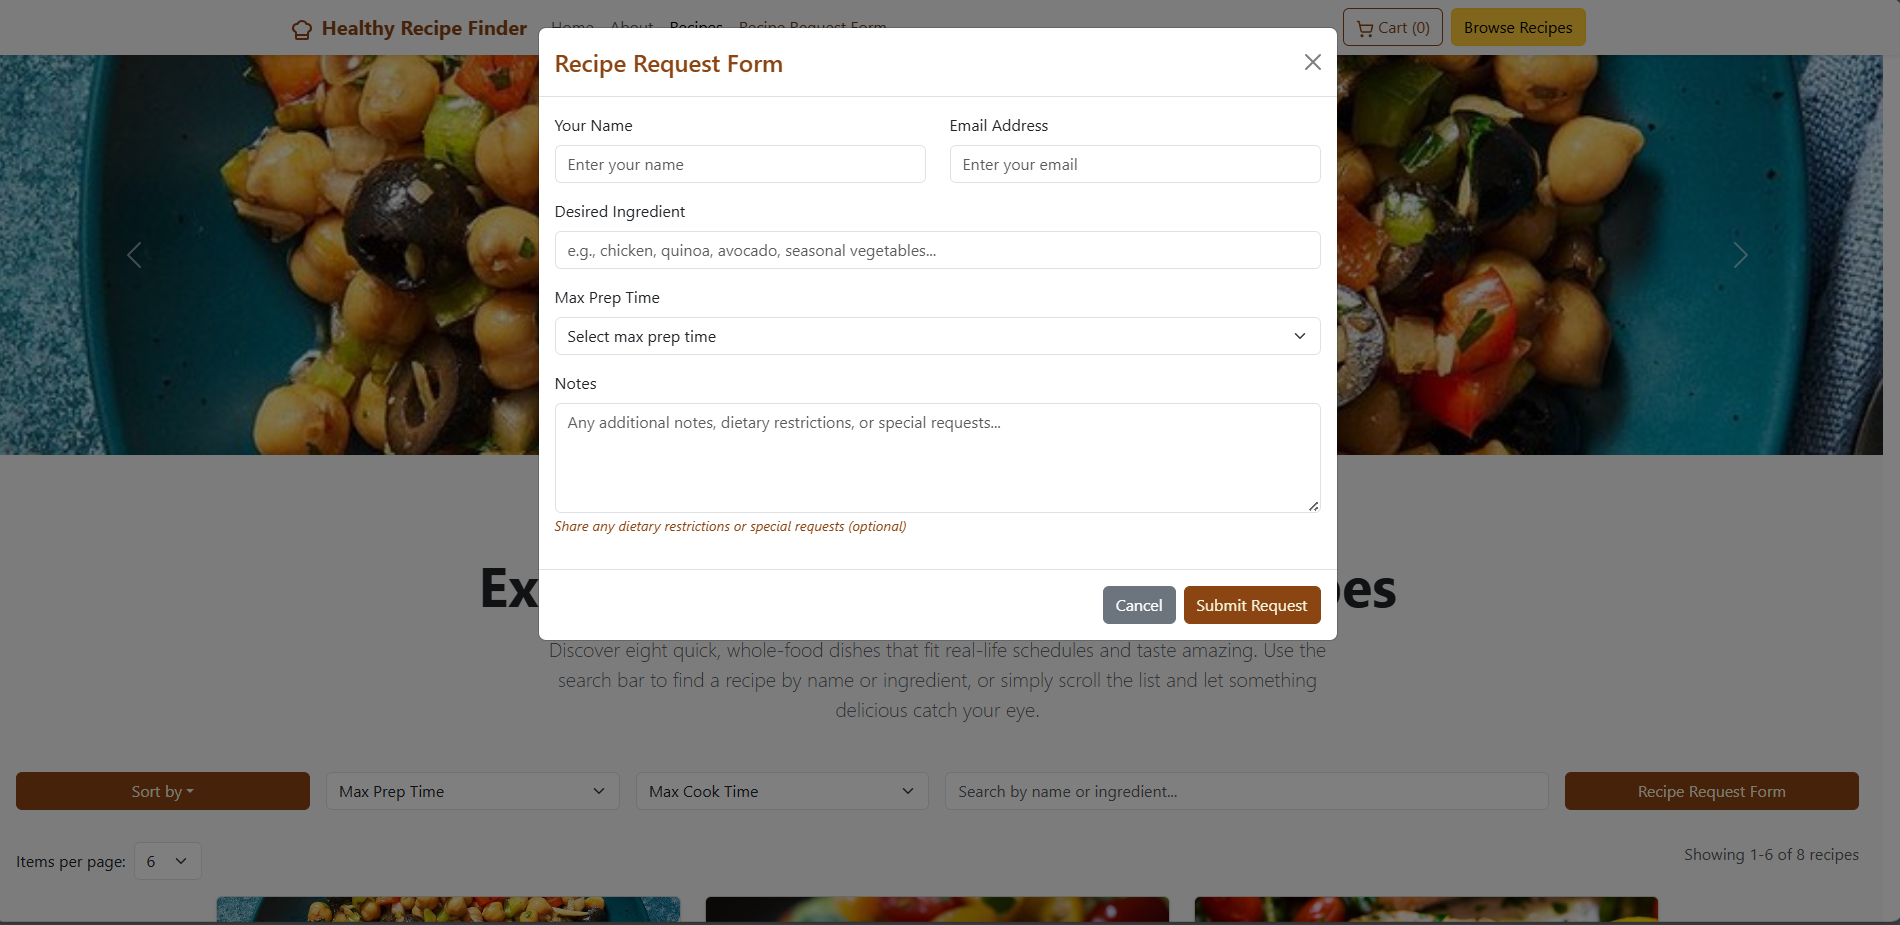 Healthy Recipe Finder
Home About Recipes Recipe Request Form
Cart (0)
Browse Recipes
Recipe Request Form
Your Name
Email Address
Enter your name
Enter your email
Desired Ingredient
e.g., chicken, quinoa, avocado, seasonal vegetables...
Max Prep Time
Select max prep time
Notes
Any additional notes, dietary restrictions, or special requests...
Share any dietary restrictions or special requests (optional)
Cancel
Submit Request
Discover eight quick, whole-food dishes that fit real-life schedules and taste amazing. Use the
search bar to find a recipe by name or ingredient, or simply scroll the list and let something
delicious catch your eye.
Sort by
Max Prep Time
Max Cook Time
Search by name or ingredient...
Recipe Request Form
Items per page: 6
Showing 1-6 of 8 recipes